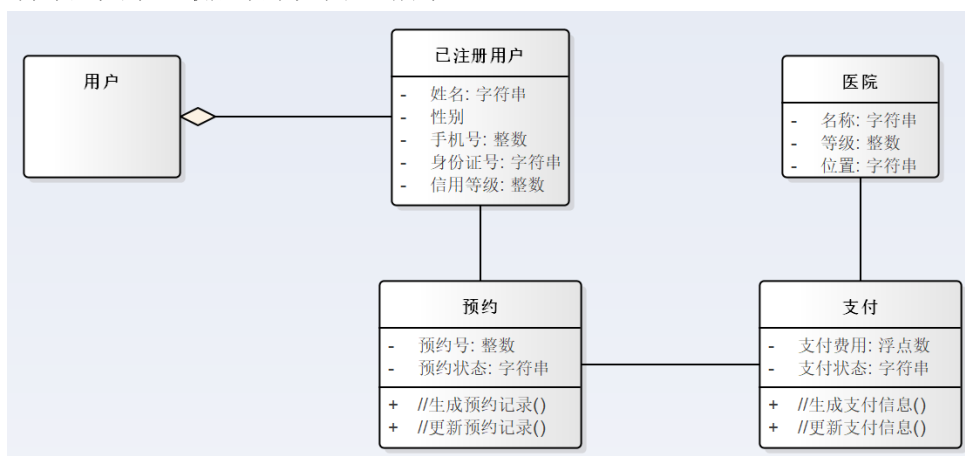 用户
已注册用户
- 姓名: 字符串
- 性别
- 手机号: 整数
- 身份证号: 字符串
- 信用等级: 整数
医院
- 名称: 字符串
- 等级: 整数
- 位置: 字符串
预约
- 预约号: 整数
- 预约状态: 字符串
+ //生成预约记录()
+ //更新预约记录()
支付
- 支付费用: 浮点数
- 支付状态: 字符串
+ //生成支付信息()
+ //更新支付信息()